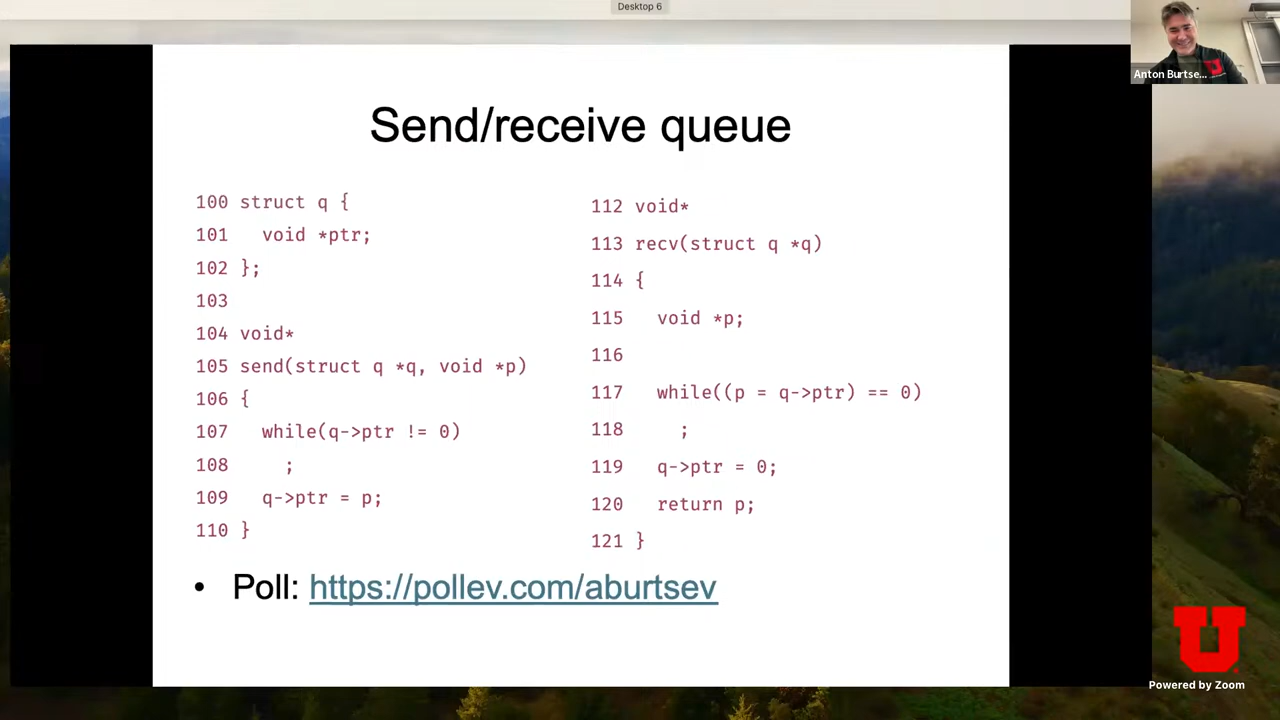 Desktop 6
Anton Burtse...
Send/receive queue
100 struct q {
101   void *ptr;
102 };
103
104 void*
105 send(struct q *q, void *p)
106 {
107   while(q->ptr != 0)
108     ;
109   q->ptr = p;
110 }
112 void*
113 recv(struct q *q)
114 {
115   void *p;
116
117   while((p = q->ptr) == 0)
118     ;
119   q->ptr = 0;
120   return p;
121 }
• Poll: https://pollev.com/aburtsev
U
Powered by Zoom